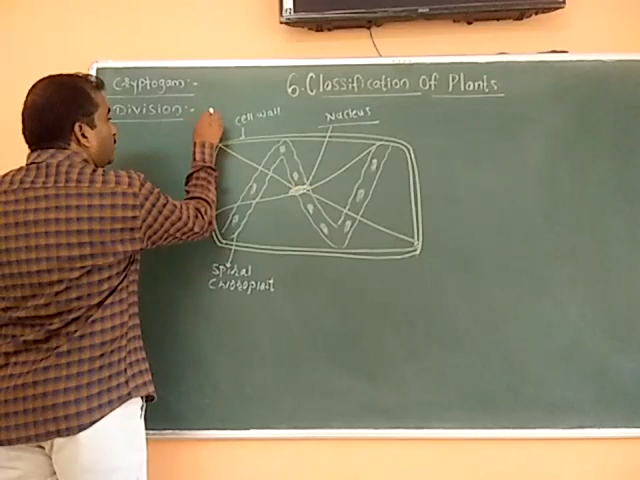 6. Classification Of Plants
Cryptogam :-
Division :-
Cell wall
Nucleus
Spiral
Chloroplast